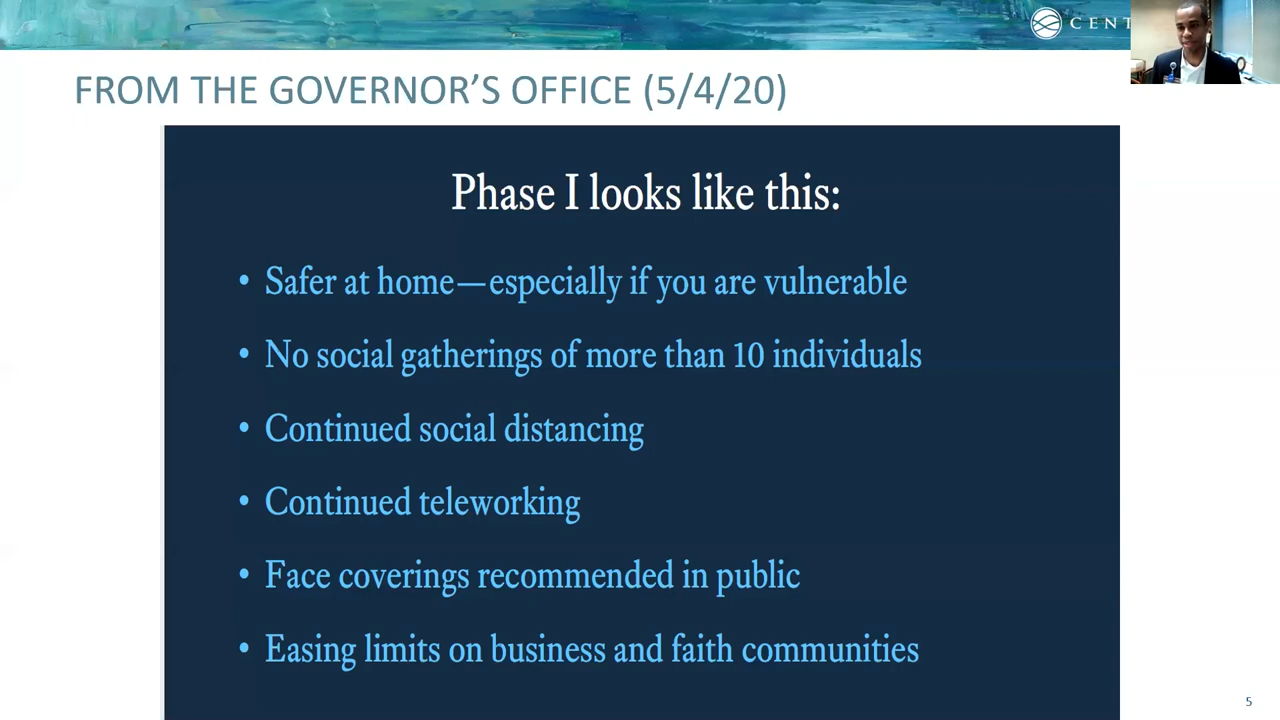 CENT
FROM THE GOVERNOR'S OFFICE (5/4/20)
Phase I looks like this:
• Safer at home—especially if you are vulnerable
• No social gatherings of more than 10 individuals
• Continued social distancing
• Continued teleworking
• Face coverings recommended in public
• Easing limits on business and faith communities
5